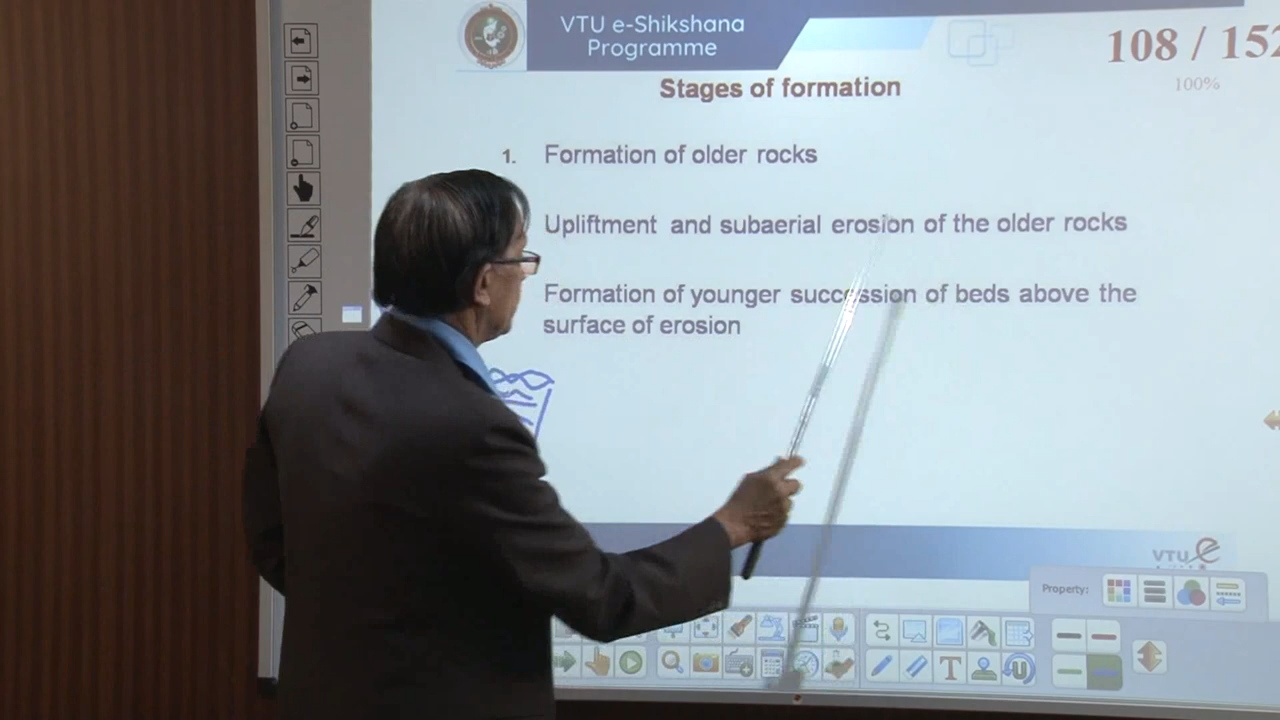 VTU e-Shikshana
Programme
108 / 152
100%
Stages of formation
1. Formation of older rocks
Upliftment and subaerial erosion of the older rocks
Formation of younger succession of beds above the
surface of erosion
VTU e
Property:
T